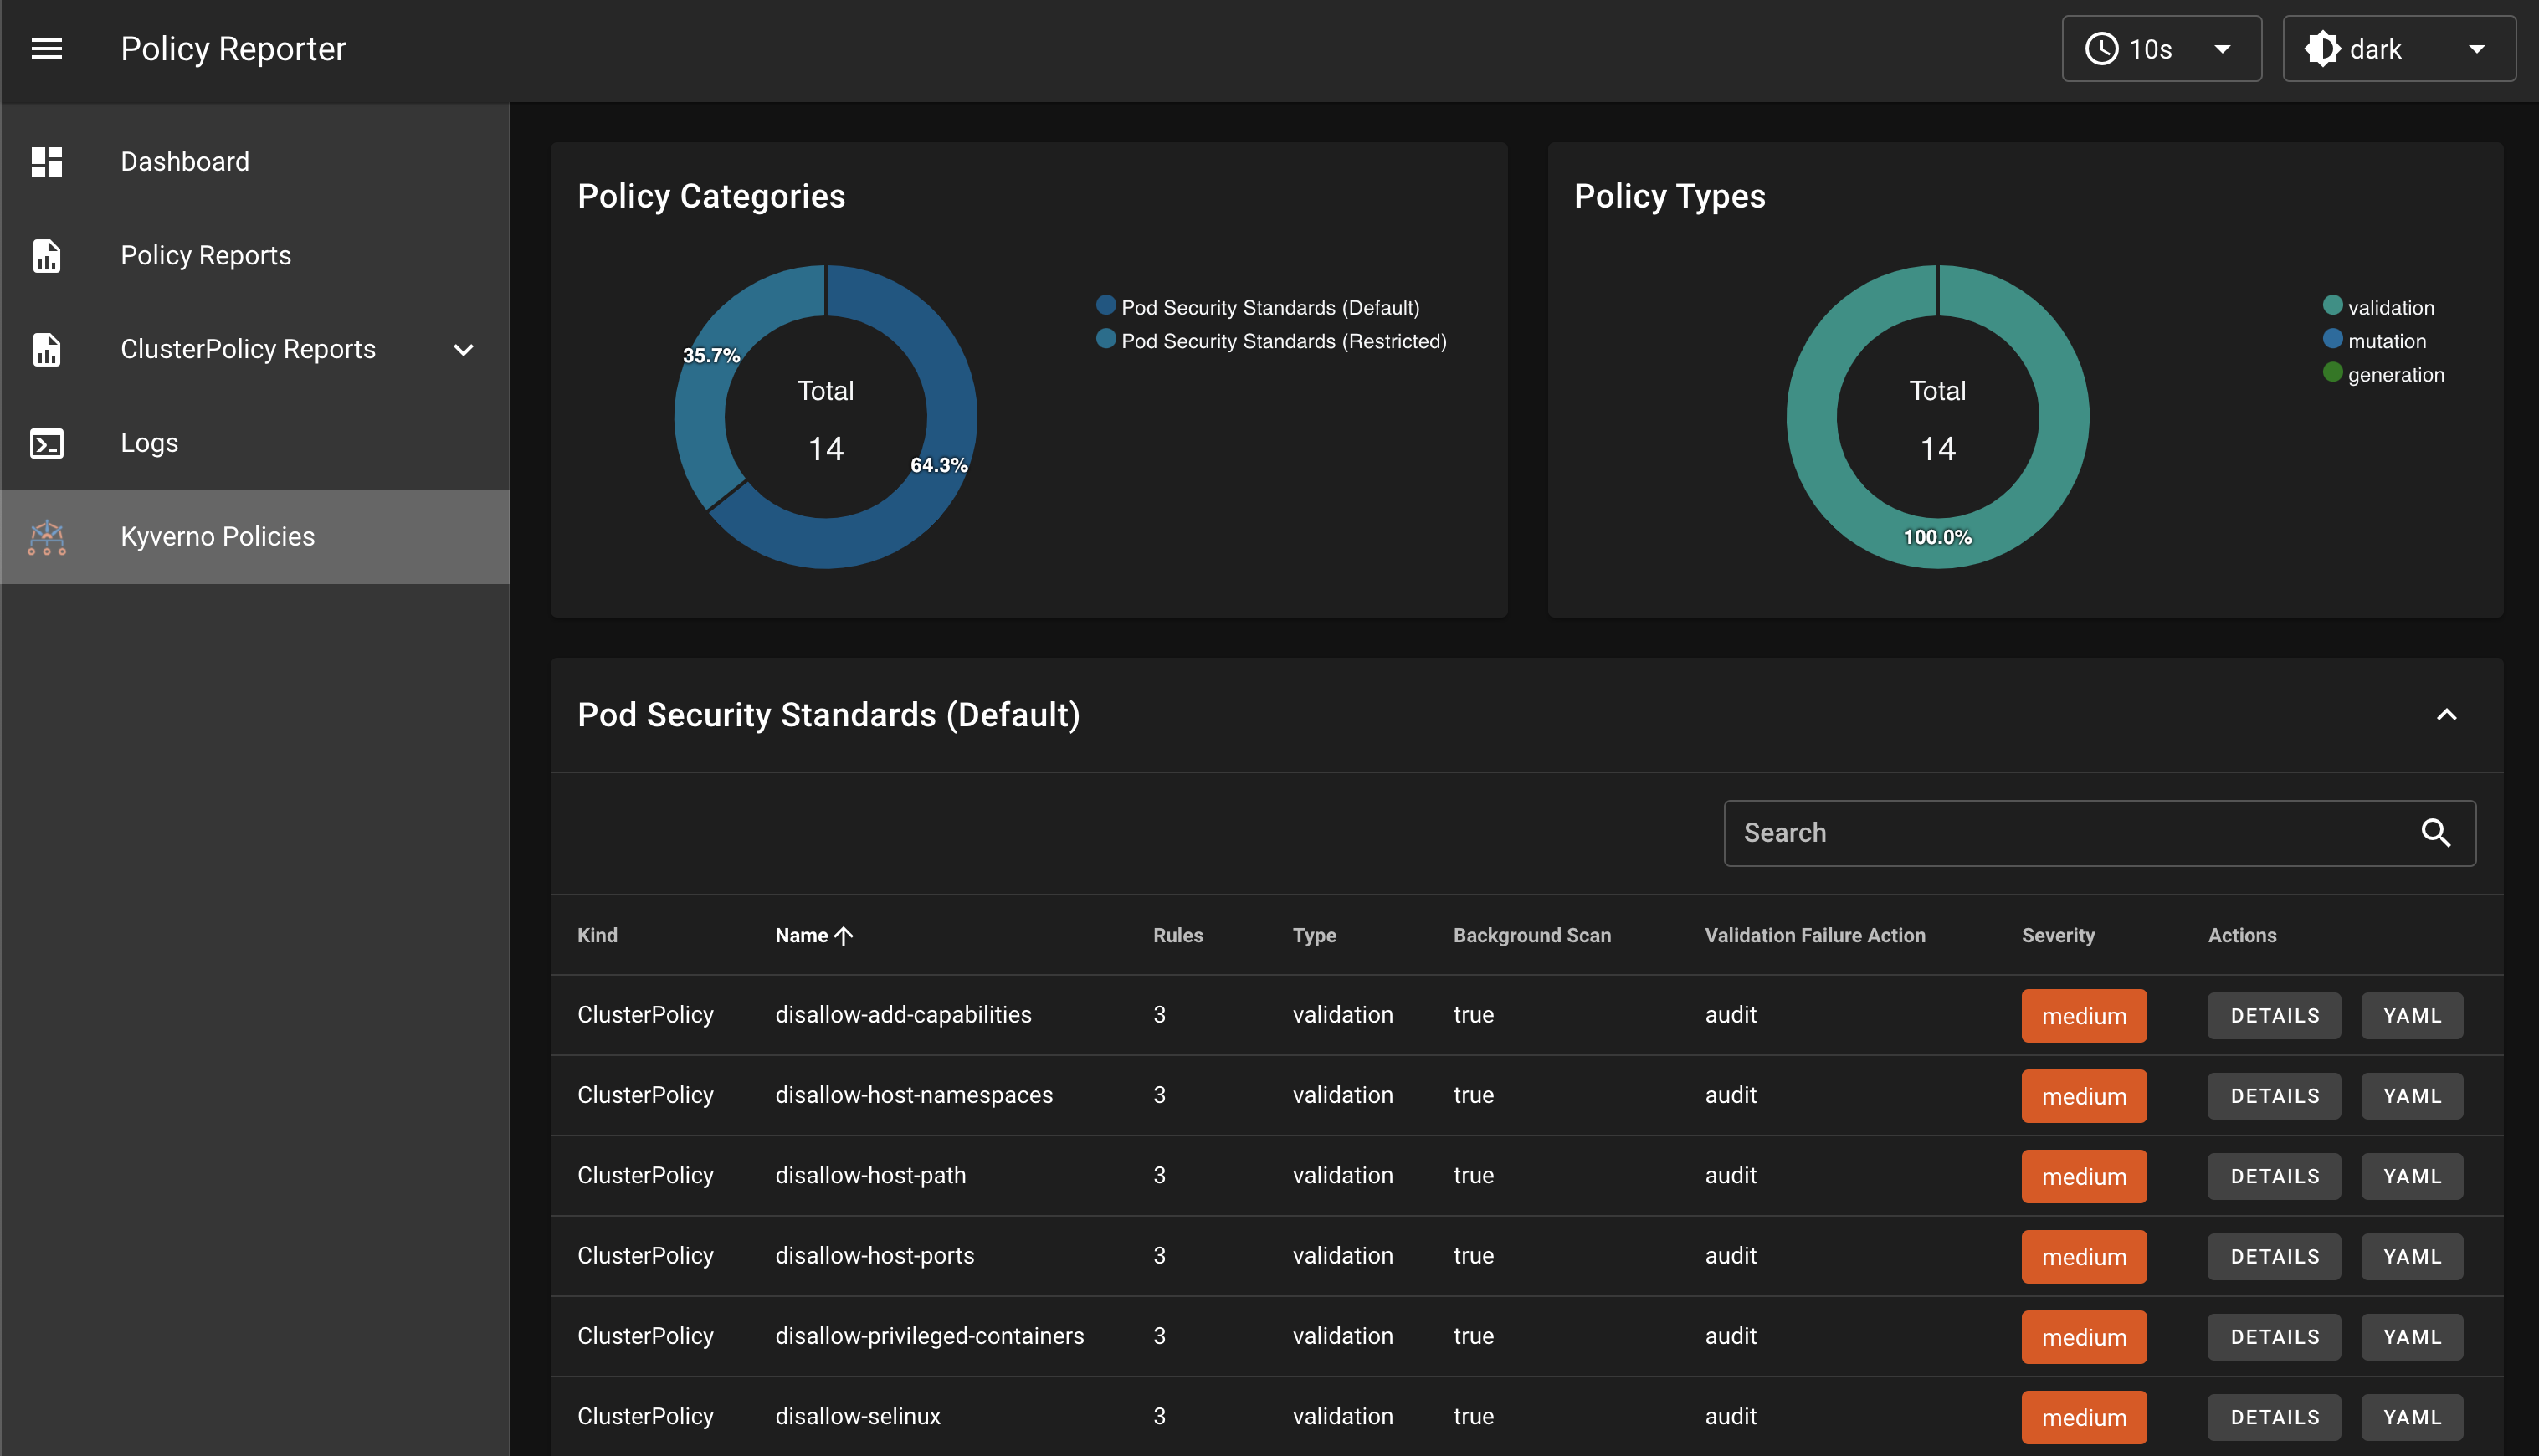 Policy Reporter
10s
dark
Dashboard
Policy Reports
ClusterPolicy Reports
Logs
Kyverno Policies
Policy Categories
35.7%
64.3%
Total
14
Pod Security Standards (Default)
Pod Security Standards (Restricted)
Policy Types
Total
14
100.0%
validation
mutation
generation
Pod Security Standards (Default)
Search
Kind Name Rules Type Background Scan Validation Failure Action Severity Actions
ClusterPolicy disallow-add-capabilities 3 validation true audit medium DETAILS YAML
ClusterPolicy disallow-host-namespaces 3 validation true audit medium DETAILS YAML
ClusterPolicy disallow-host-path 3 validation true audit medium DETAILS YAML
ClusterPolicy disallow-host-ports 3 validation true audit medium DETAILS YAML
ClusterPolicy disallow-privileged-containers 3 validation true audit medium DETAILS YAML
ClusterPolicy disallow-selinux 3 validation true audit medium DETAILS YAML